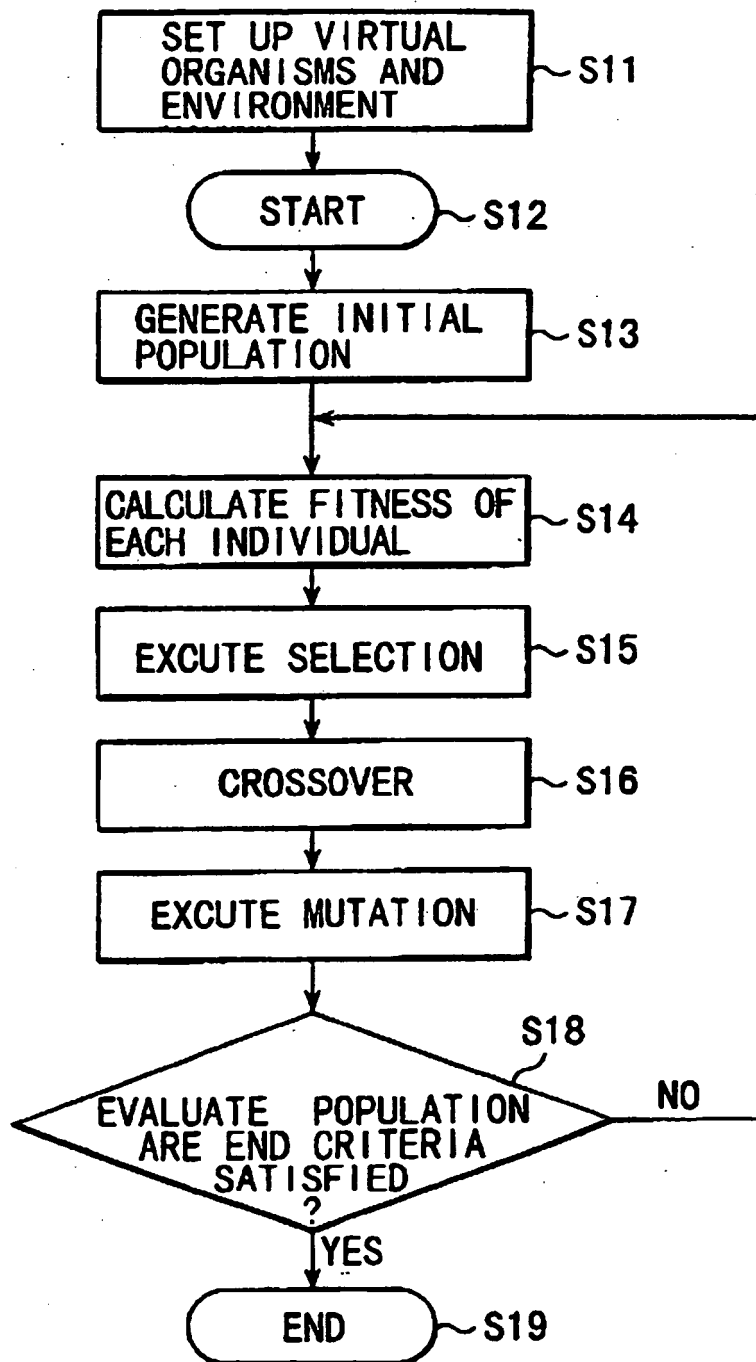 SET UP VIRTUAL
ORGANISMS AND
ENVIRONMENT
S11
START
S12
GENERATE INITIAL
POPULATION
S13
CALCULATE FITNESS OF
EACH INDIVIDUAL
S14
EXCUTE SELECTION
S15
CROSSOVER
S16
EXCUTE MUTATION
S17
S18
EVALUATE POPULATION
ARE END CRITERIA
SATISFIED
?
NO
YES
END
S19